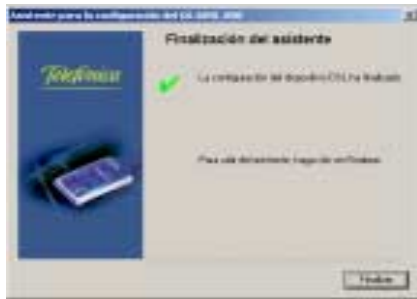 Asistente para la configuración del
Finalización del asistente
Telefónica
La configuración del dispositivo DSL ha finalizado.
Para salir del asistente haga clic en Finalizar.
Finalizar